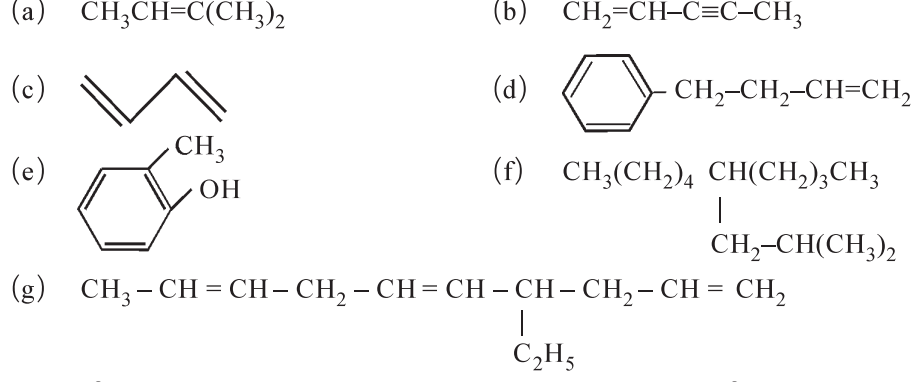 (a) CH₃CH=C(CH₃)₂ (b) CH₂=CH–C≡C–CH₃
(c) (d) – CH₂–CH₂–CH=CH₂
(e) CH₃ OH (f) CH₃(CH₂)₄ CH(CH₂)₃CH₃
CH₂–CH(CH₃)₂
(g) CH₃ – CH = CH – CH₂ – CH = CH – CH – CH₂ – CH = CH₂
C₂H₅